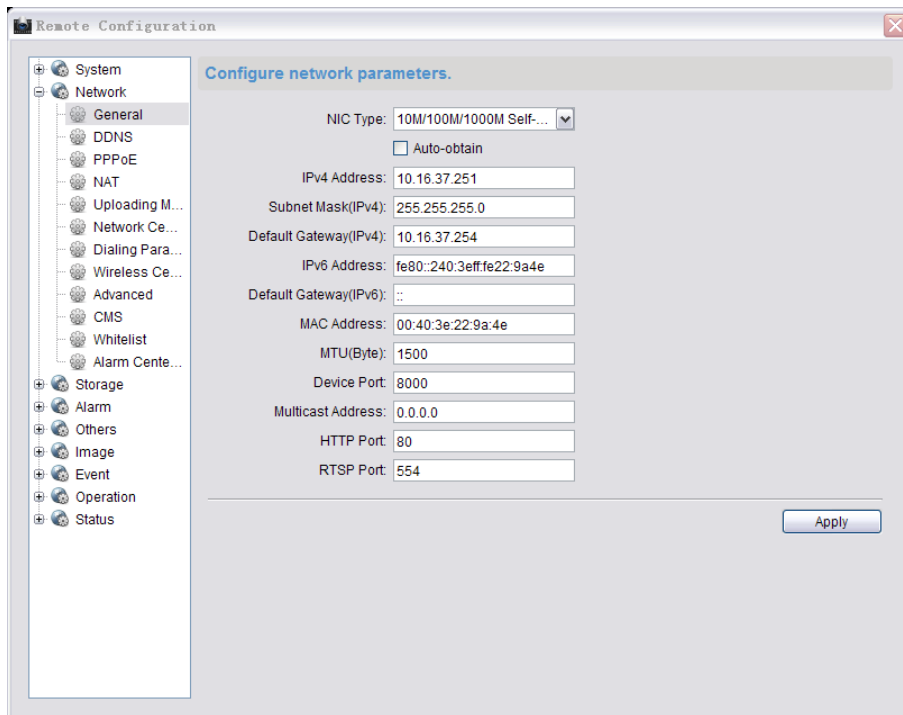 Remote Configuration
System
Network
General
DDNS
PPPoE
NAT
Uploading M...
Network Ce...
Dialing Para...
Wireless Ce...
Advanced
CMS
Whitelist
Alarm Cente...
Storage
Alarm
Others
Image
Event
Operation
Status
Configure network parameters.
NIC Type: 10M/100M/1000M Self-...
Auto-obtain
IPv4 Address: 10.16.37.251
Subnet Mask(IPv4): 255.255.255.0
Default Gateway(IPv4): 10.16.37.254
IPv6 Address: fe80::240:3eff:fe22:9a4e
Default Gateway(IPv6): ::
MAC Address: 00:40:3e:22:9a:4e
MTU(Byte): 1500
Device Port: 8000
Multicast Address: 0.0.0.0
HTTP Port: 80
RTSP Port: 554
Apply